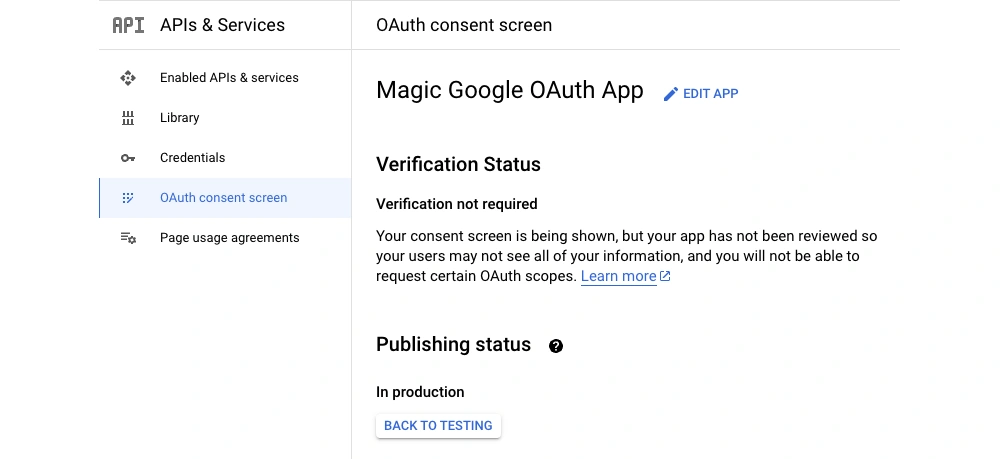 API APIs & Services
OAuth consent screen
Enabled APIs & services
Library
Credentials
OAuth consent screen
Page usage agreements
Magic Google OAuth App
EDIT APP
Verification Status
Verification not required
Your consent screen is being shown, but your app has not been reviewed so
your users may not see all of your information, and you will not be able to
request certain OAuth scopes. Learn more
Publishing status
In production
BACK TO TESTING